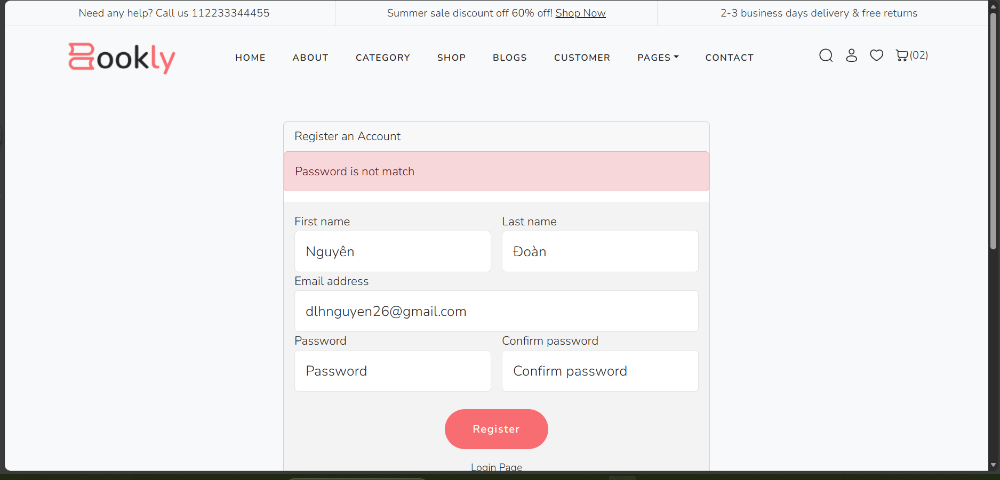 Need any help? Call us 112233344455
Summer sale discount off 60% off! Shop Now
2-3 business days delivery & free returns
Bookly
HOME ABOUT CATEGORY SHOP BLOGS CUSTOMER PAGES CONTACT
(02)
Register an Account
Password is not match
First name Last name
Nguyên Đoàn
Email address
dlhnguyen26@gmail.com
Password Confirm password
Password Confirm password
Register
Login Page